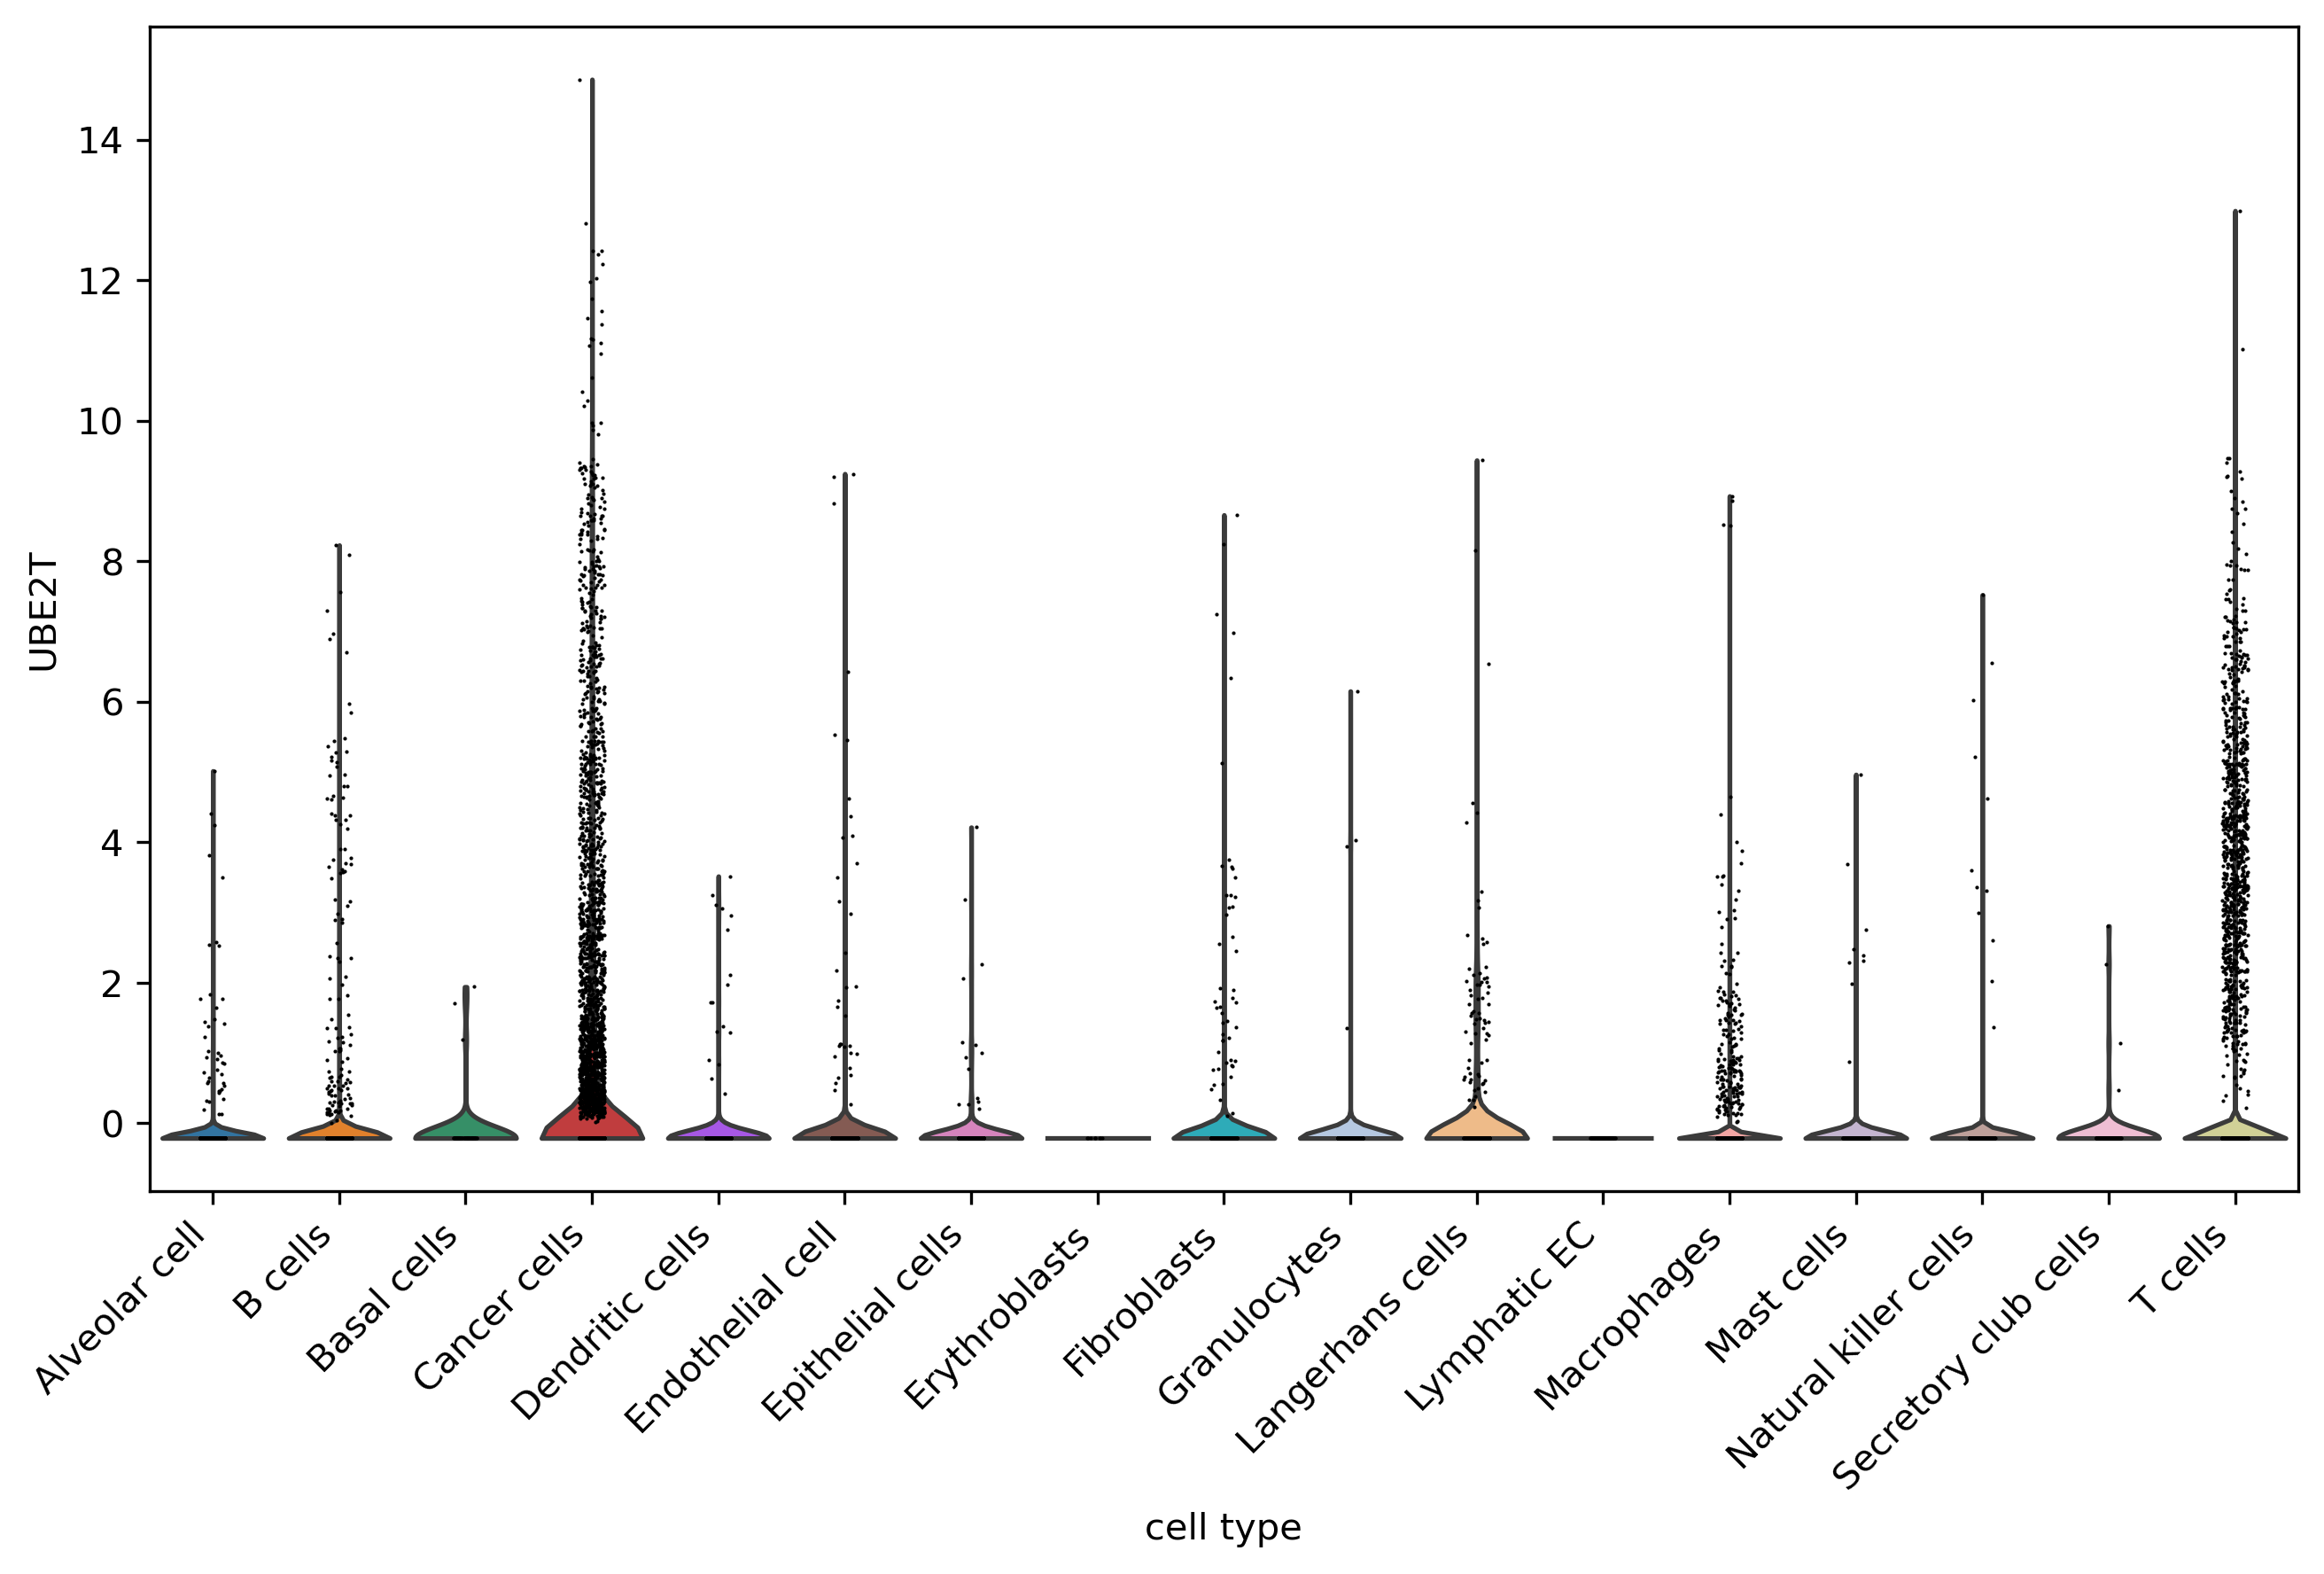 14
12
10
8
6
4
2
0
UBE2T
Alveolar cell
B cells
Basal cells
Cancer cells
Dendritic cells
Endothelial cell
Epithelial cells
Erythroblasts
Fibroblasts
Granulocytes
Langerhans cells
Lymphatic EC
Macrophages
Mast cells
Natural killer cells
Secretory club cells
T cells
cell type